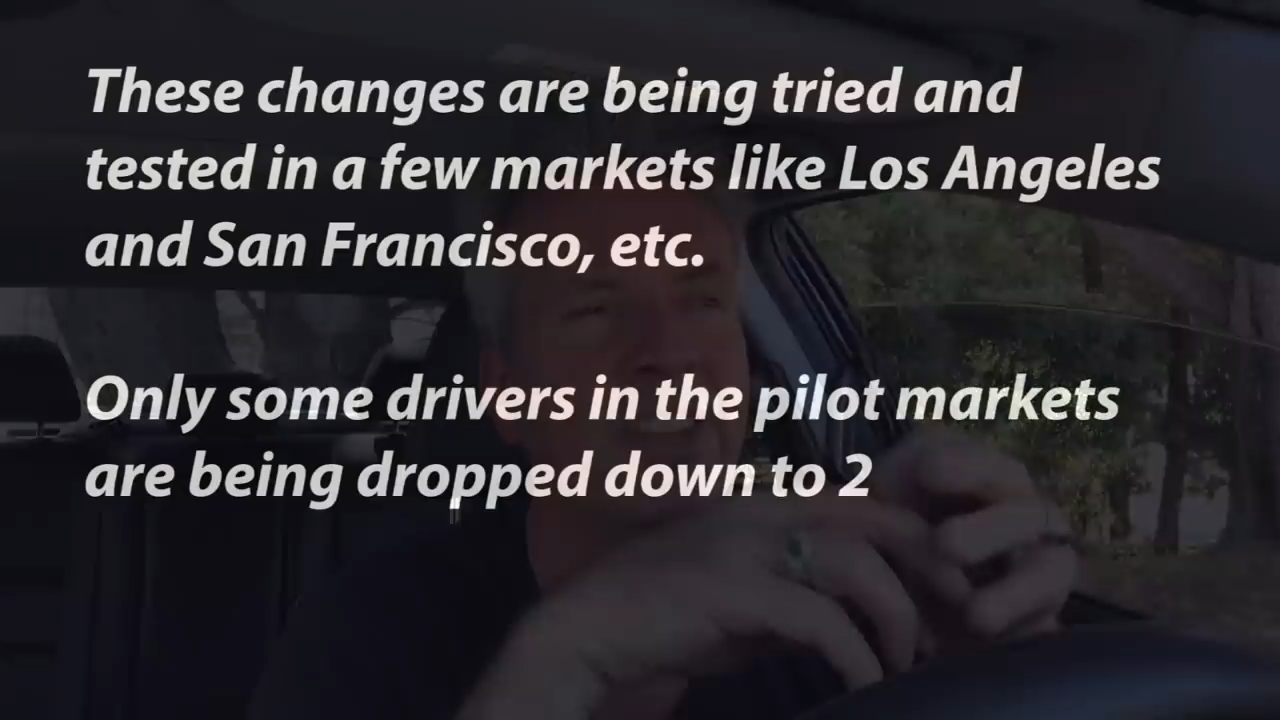 These changes are being tried and
tested in a few markets like Los Angeles
and San Francisco, etc.
Only some drivers in the pilot markets
are being dropped down to 2